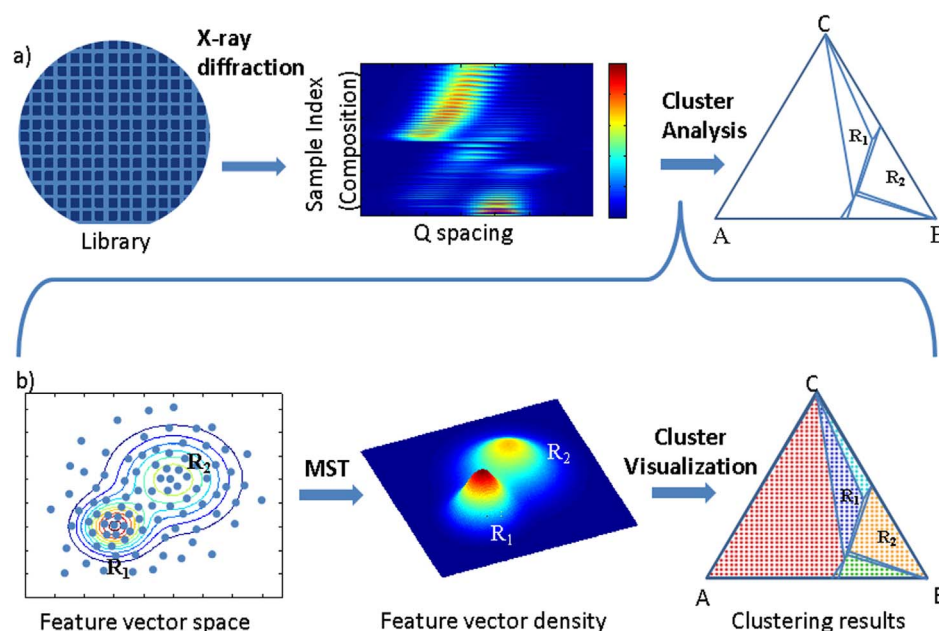 a)
X-ray
diffraction
Library
Sample Index
(Composition)
Q spacing
Cluster
Analysis
C
R1
R2
A
B
b)
R2
R1
Feature vector space
MST
R2
R1
Feature vector density
Cluster
Visualization
C
R1
R2
A
B
Clustering results